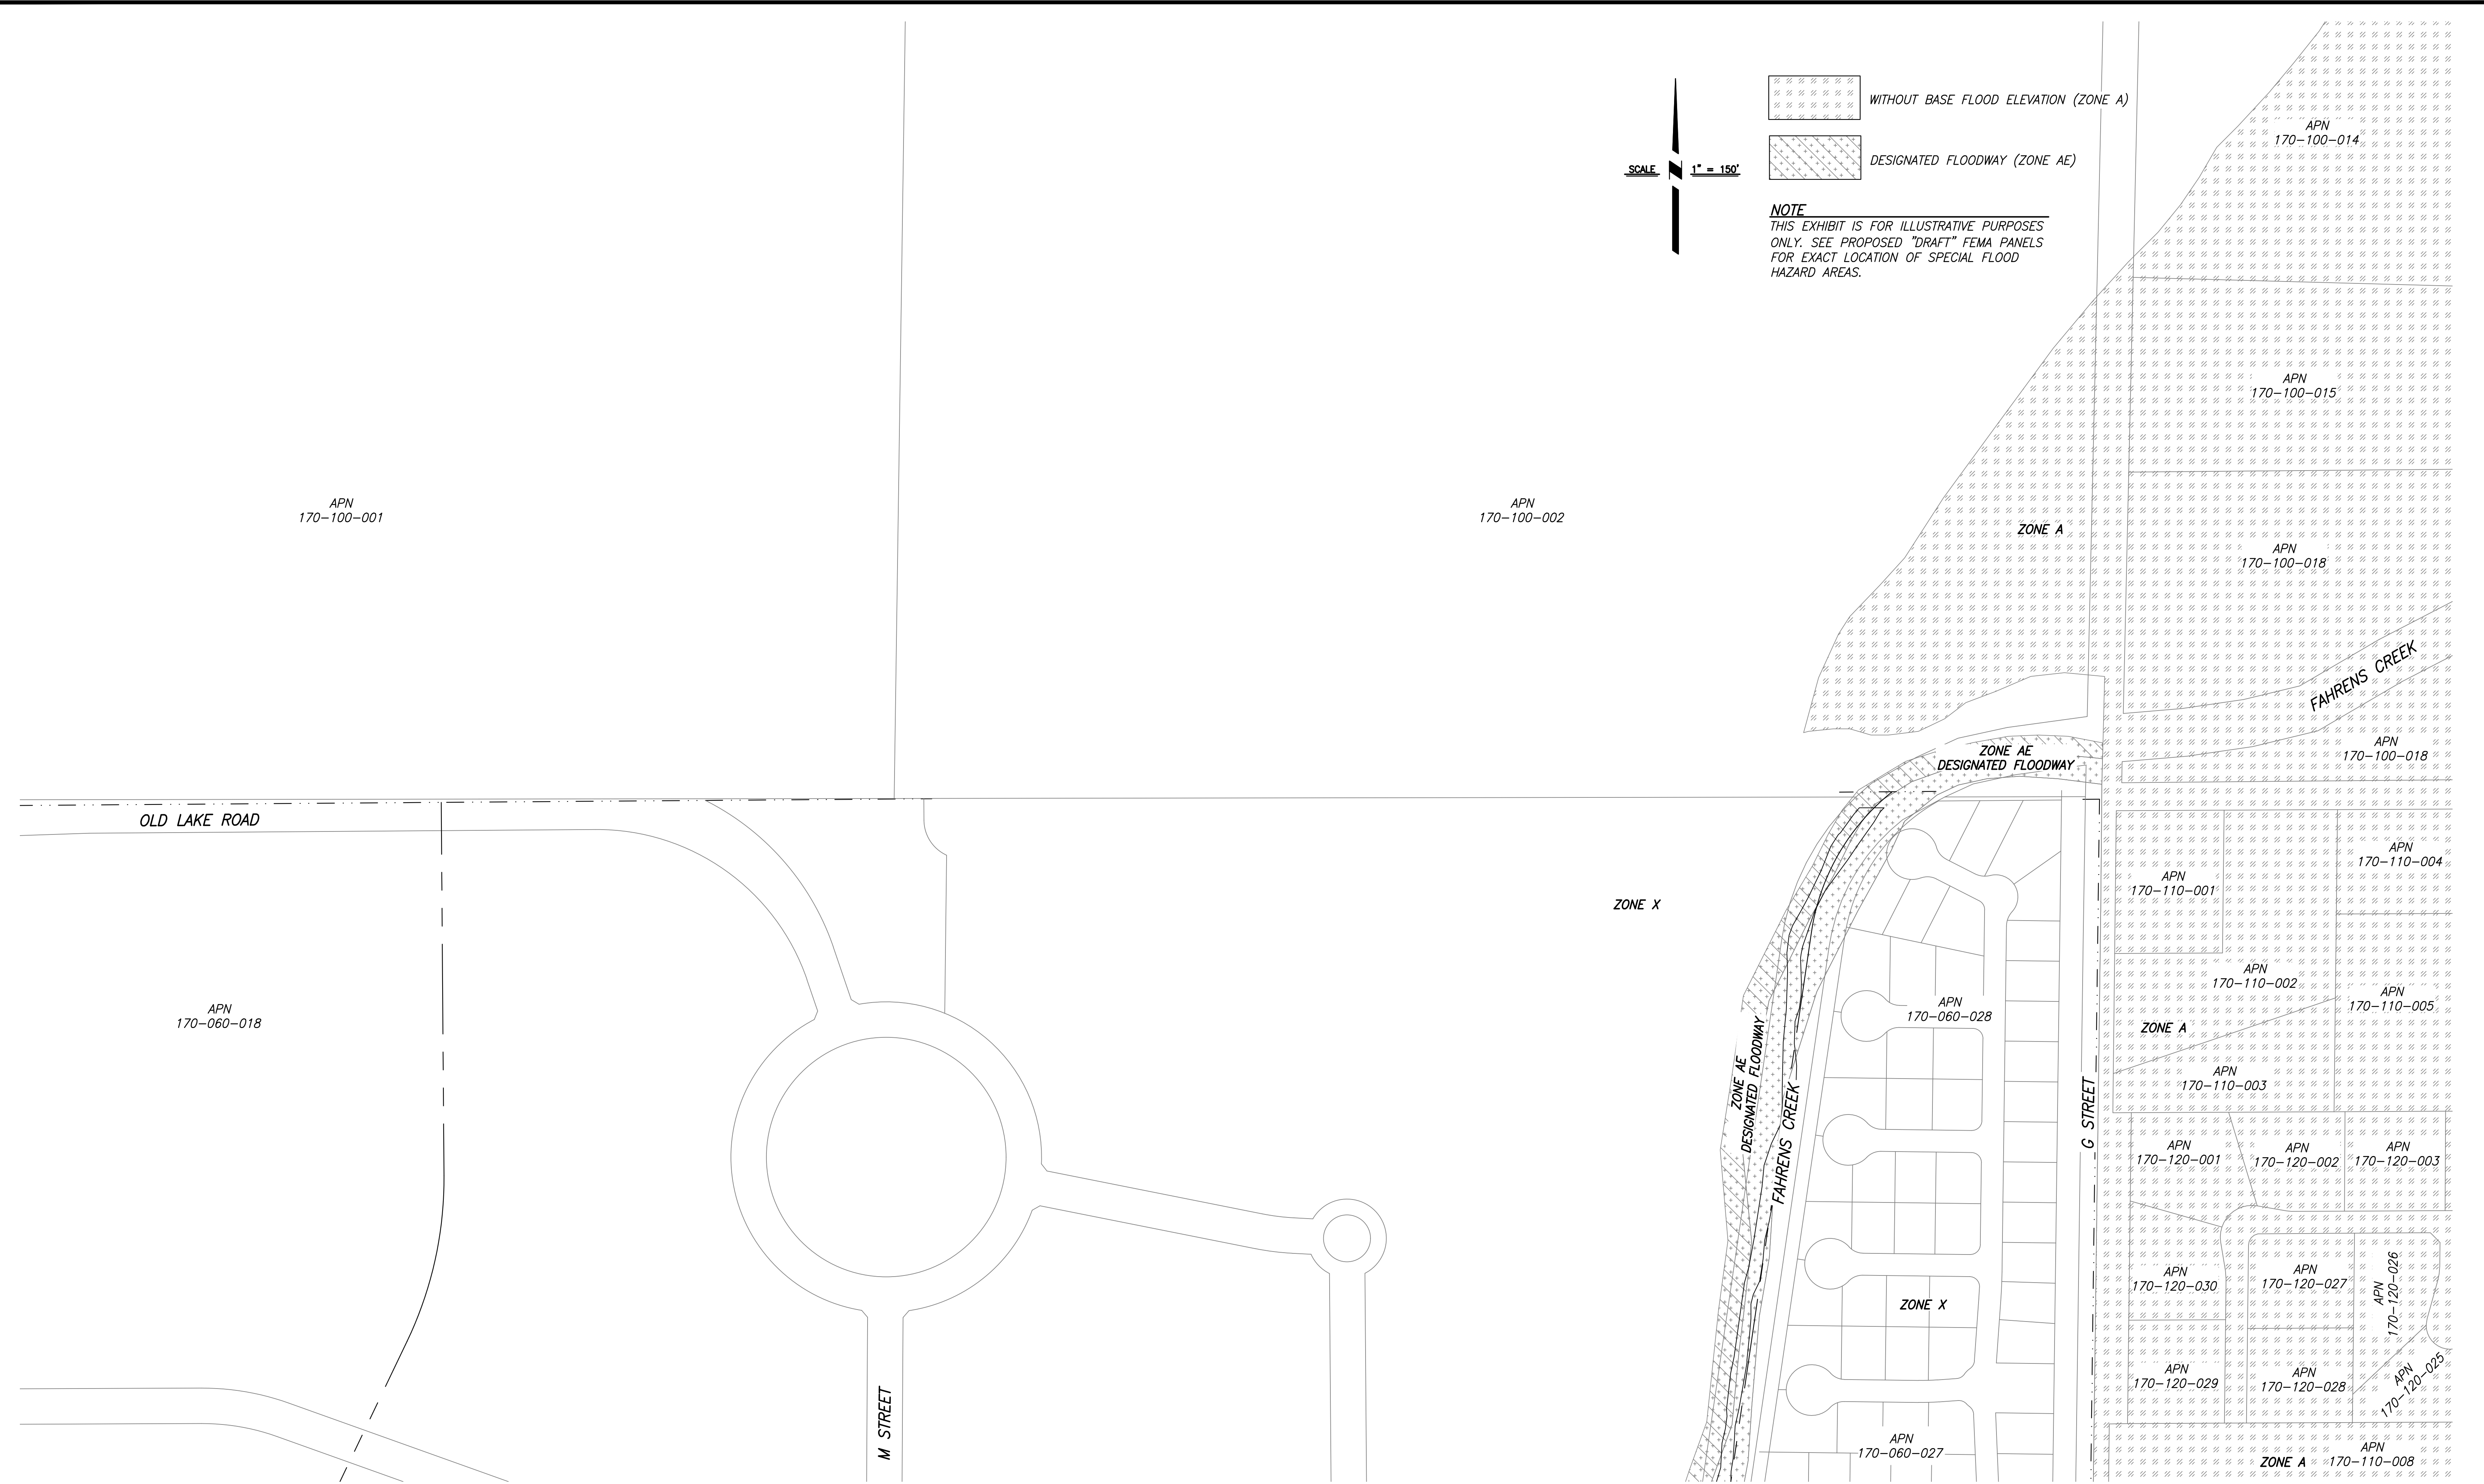 WITHOUT BASE FLOOD ELEVATION (ZONE A)
DESIGNATED FLOODWAY (ZONE AE)
SCALE N 1" = 150'
NOTE
THIS EXHIBIT IS FOR ILLUSTRATIVE PURPOSES
ONLY. SEE PROPOSED "DRAFT" FEMA PANELS
FOR EXACT LOCATION OF SPECIAL FLOOD
HAZARD AREAS.
APN
170-100-014
APN
170-100-015
APN
170-100-001
APN
170-100-002
ZONE A
APN
170-100-018
FAHRENS CREEK
APN
170-100-018
ZONE AE
DESIGNATED FLOODWAY
OLD LAKE ROAD
APN
170-110-004
APN
170-110-001
ZONE X
APN
170-110-002
APN
170-110-005
APN
170-060-018
APN
170-060-028
ZONE A
ZONE AE
DESIGNATED FLOODWAY
FAHRENS CREEK
G STREET
APN
170-110-003
APN
170-120-001
APN
170-120-002
APN
170-120-003
APN
170-120-030
APN
170-120-027
APN
170-120-026
ZONE X
APN
170-120-029
APN
170-120-028
APN
170-120-025
M STREET
APN
170-060-027
ZONE A
APN
170-110-008